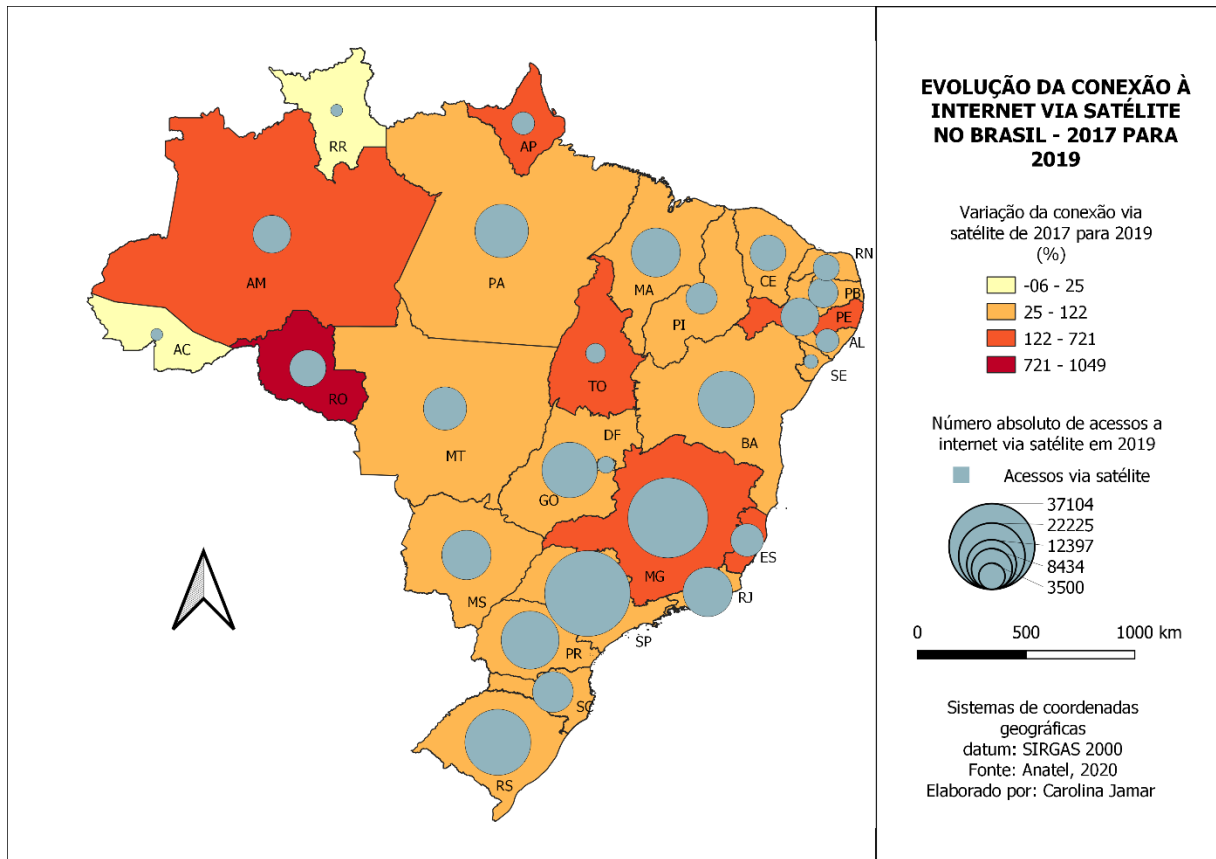 RR
AP
AM
PA
MA
CE
RN
PB
PI
PE
AL
AC
SE
RO
TO
BA
DF
MT
GO
ES
MG
MS
RJ
SP
PR
SC
RS
EVOLUÇÃO DA CONEXÃO À
INTERNET VIA SATÉLITE
NO BRASIL - 2017 PARA
2019
Variação da conexão via
satélite de 2017 para 2019
(%)
-06 - 25
25 - 122
122 - 721
721 - 1049
Número absoluto de acessos a
internet via satélite em 2019
Acessos via satélite
37104
22225
12397
8434
3500
0 500 1000 km
Sistemas de coordenadas
geográficas
datum: SIRGAS 2000
Fonte: Anatel, 2020
Elaborado por: Carolina Jamar